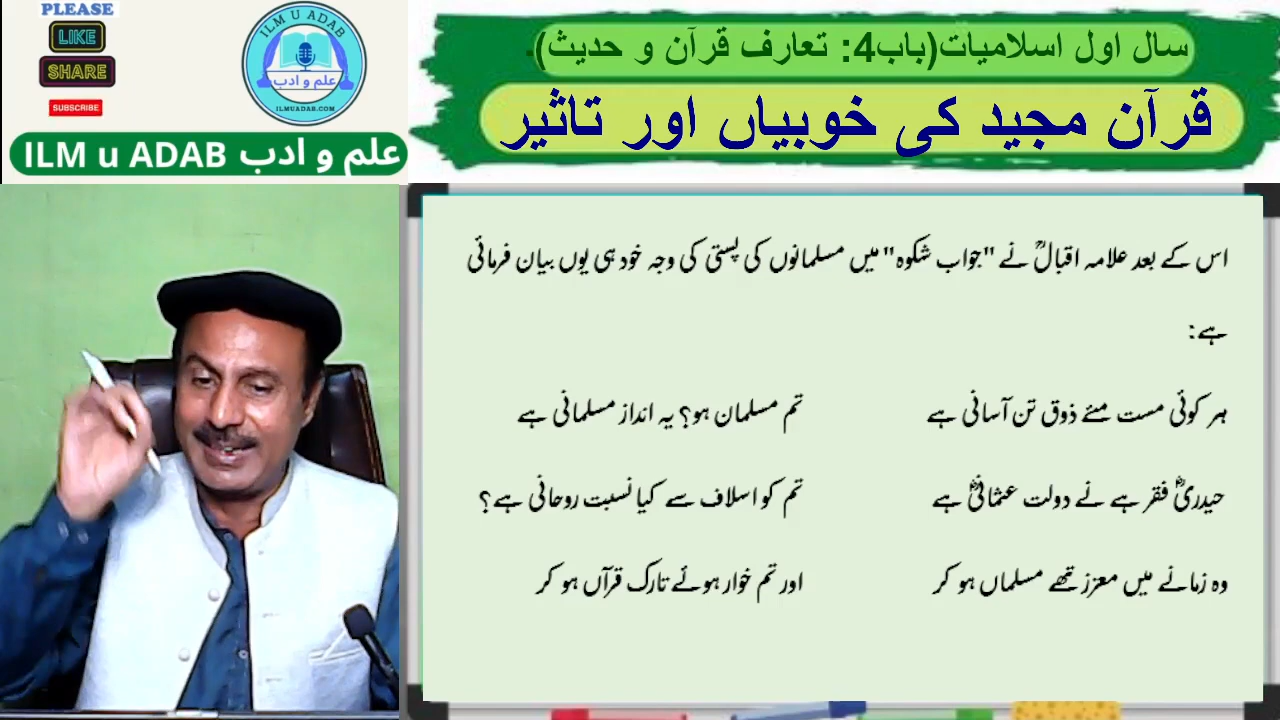 PLEASE
LIKE
SHARE
SUBSCRIBE
ILM U ADAB
علم و ادب
ILMUADAB.COM
ILM u ADAB علم و ادب
سال اول اسلامیات(باب4: تعارف قرآن و حدیث).
قرآن مجید کی خوبیاں اور تاثیر
اس کے بعد علامہ اقبالؒ نے "جواب شکوہ" میں مسلمانوں کی پستی کی وجہ خود ہی یوں بیان فرمائی
ہے:
ہر کوئی مست مئے ذوق تن آسانی ہے تم مسلمان ہو؟ یہ انداز مسلمانی ہے
حیدریؓ فقر ہے نے دولت عثمانیؓ ہے تم کو اسلاف سے کیا نسبت روحانی ہے؟
وہ زمانے میں معزز تھے مسلماں ہو کر اور تم خوار ہوئے تارک قرآں ہو کر